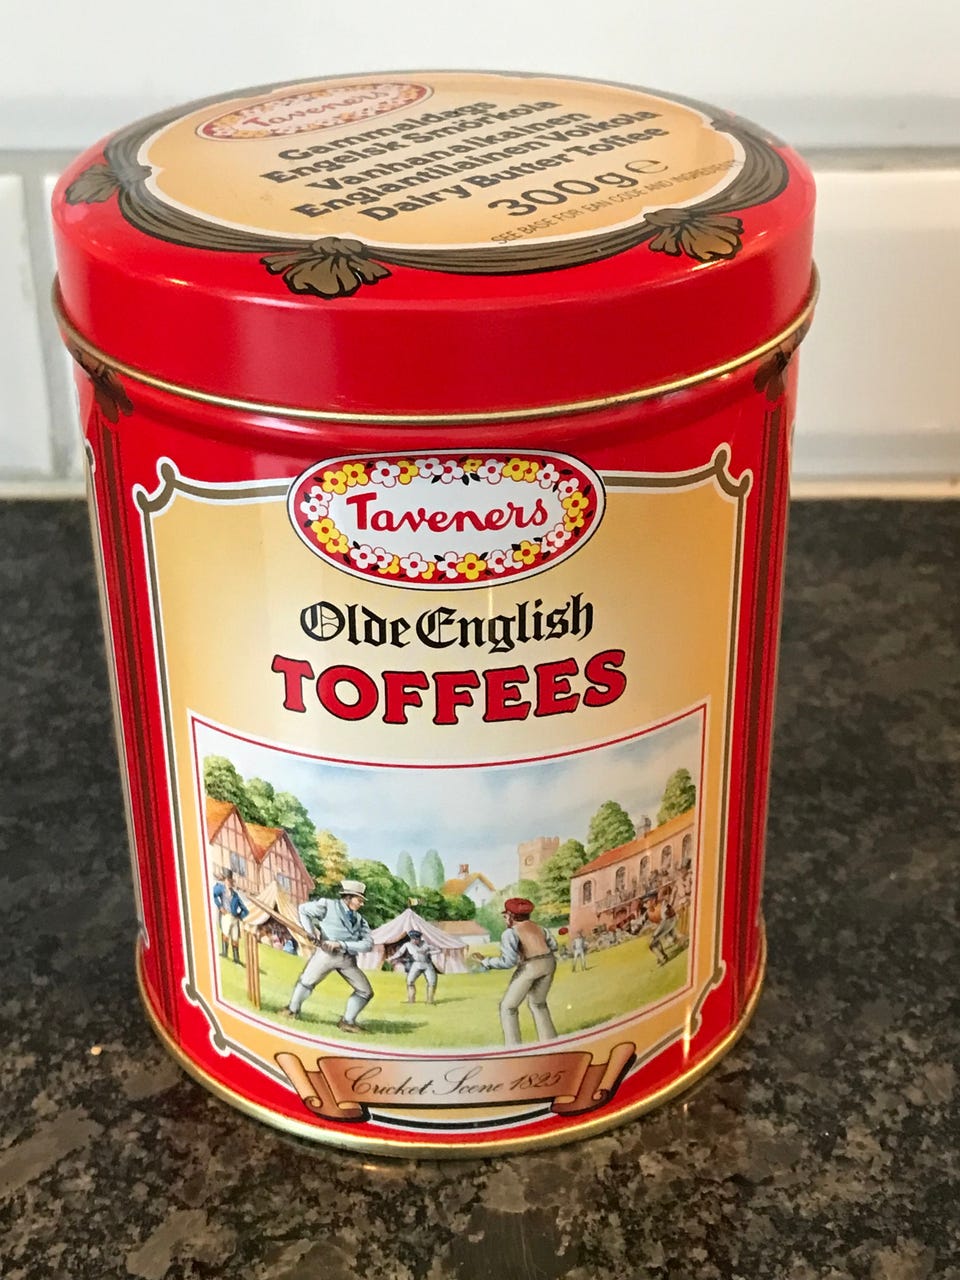 Taveners
Gammaldags
Engelsk Smörkola
Vanhanaikainen
Englantilainen Voikola
Dairy Butter Toffee
300g ℮
SEE BASE FOR EAN CODE AND INGREDIENTS
Taveners
Olde English
TOFFEES
Cricket Scene 1825